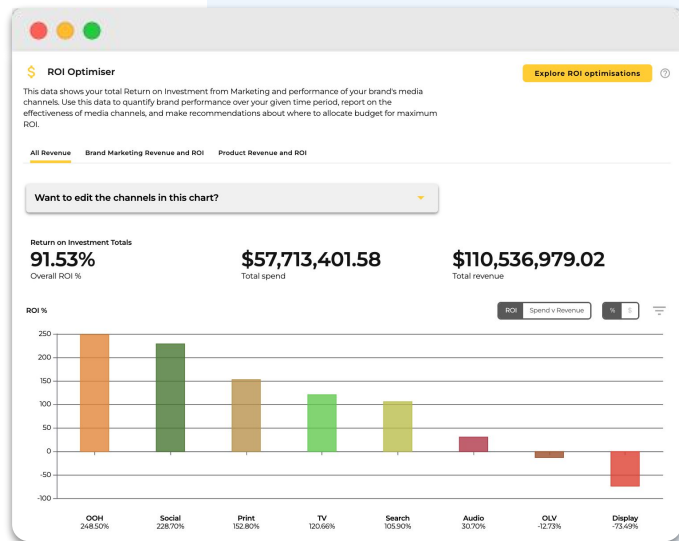 $ ROI Optimiser
Explore ROI optimisations ?
This data shows your total Return on Investment from Marketing and performance of your brand's media
channels. Use this data to quantify brand performance over your given time period, report on the
effectiveness of media channels, and make recommendations about where to allocate budget for maximum
ROI.
All Revenue Brand Marketing Revenue and ROI Product Revenue and ROI
Want to edit the channels in this chart?
Return on Investment Totals
91.53% $57,713,401.58 $110,536,979.02
Overall ROI % Total spend Total revenue
ROI % ROI Spend v Revenue % $
250
200
150
100
50
0
-50
-100
OOH Social Print TV Search Audio OLV Display
248.50% 228.70% 152.80% 120.66% 105.90% 30.70% -12.73% -73.49%